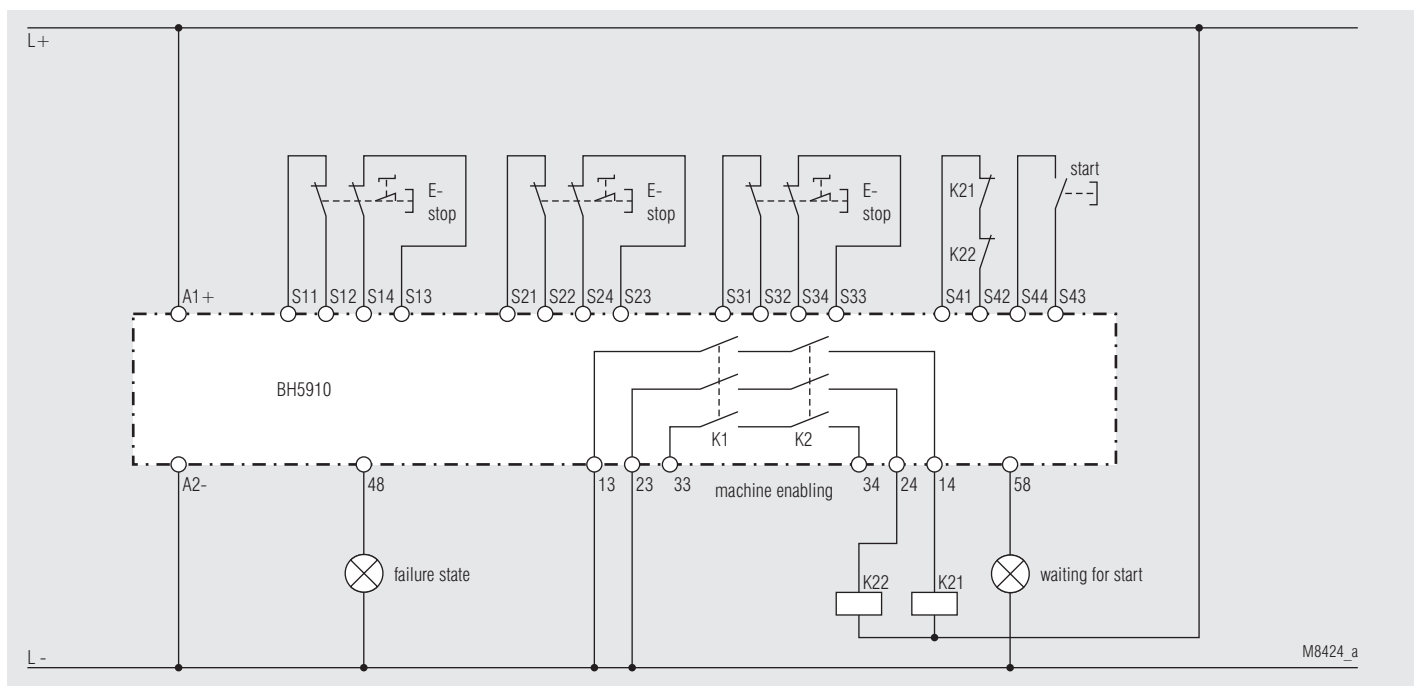 L+
E-
stop
E-
stop
E-
stop
K21
K22
start
A1+ S11 S12 S14 S13 S21 S22 S24 S23 S31 S32 S34 S33 S41 S42 S44 S43
BH5910
K1 K2
A2- 48 13 23 33 machine enabling 34 24 14 58
failure state
K22 K21
waiting for start
L -
M8424_a